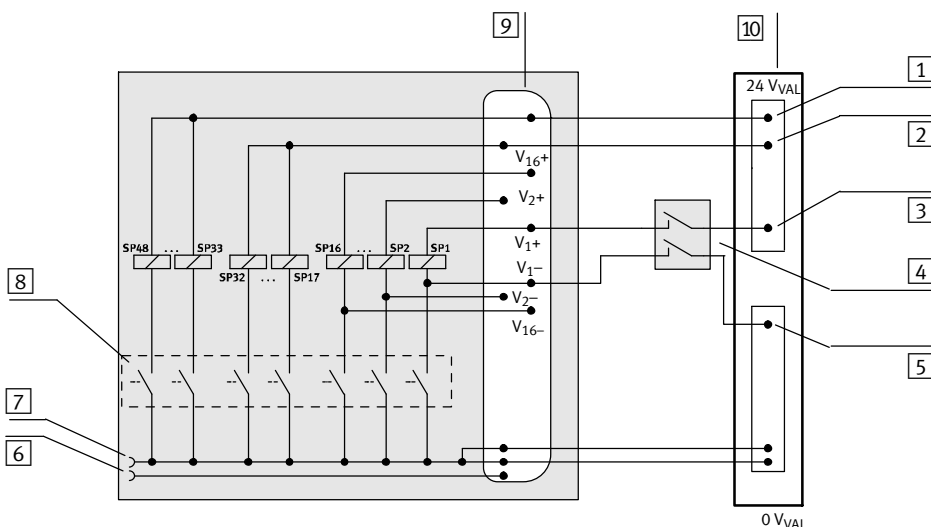 9
10
1
24 VVAL
2
V16+
V2+
3
SP48 ... SP33
SP16 ... SP2 SP1
V1+
SP32 ... SP17
V1–
4
8
V2–
V16–
5
7
6
0 VVAL